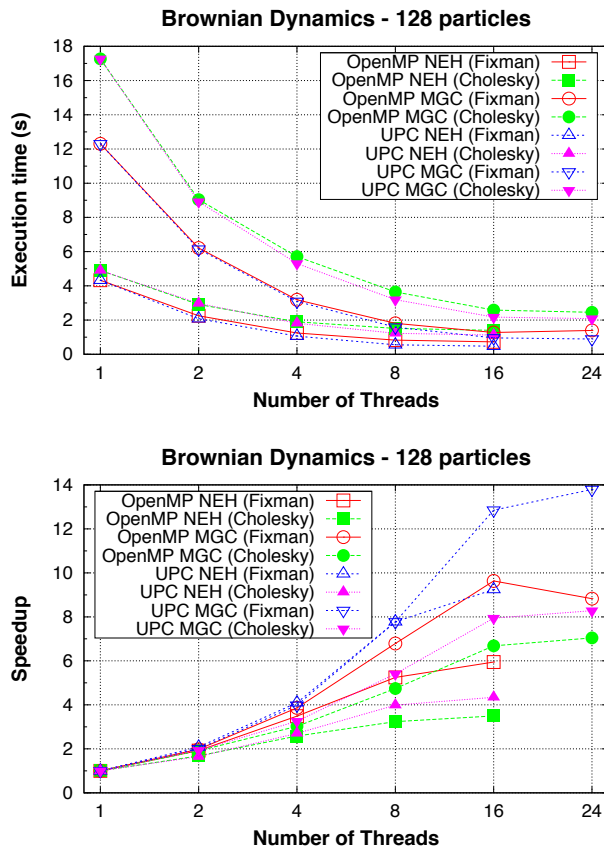 Brownian Dynamics - 128 particles
18
16
14
12
10
8
6
4
2
0
Execution time (s)
OpenMP NEH (Fixman)
OpenMP NEH (Cholesky)
OpenMP MGC (Fixman)
OpenMP MGC (Cholesky)
UPC NEH (Fixman)
UPC NEH (Cholesky)
UPC MGC (Fixman)
UPC MGC (Cholesky)
1 2 4 8 16 24
Number of Threads
Brownian Dynamics - 128 particles
14
12
10
8
6
4
2
0
Speedup
OpenMP NEH (Fixman)
OpenMP NEH (Cholesky)
OpenMP MGC (Fixman)
OpenMP MGC (Cholesky)
UPC NEH (Fixman)
UPC NEH (Cholesky)
UPC MGC (Fixman)
UPC MGC (Cholesky)
1 2 4 8 16 24
Number of Threads